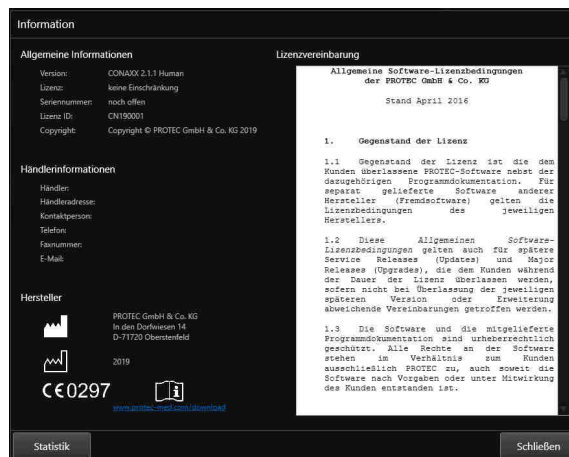 Information
Allgemeine Informationen
Version: CONAXX 2.1.1 Human
Lizenz: keine Einschränkung
Seriennummer: noch offen
Lizenz ID: CN190001
Copyright: Copyright © PROTEC GmbH & Co. KG 2019
Händlerinformationen
Händler:
Händleradresse:
Kontaktperson:
Telefon:
Faxnummer:
E-Mail:
Hersteller
PROTEC GmbH & Co. KG
In den Dorfwiesen 14
D-71720 Oberstenfeld
2019
CE0297
www.protec-med.com/download
Lizenzvereinbarung
Allgemeine Software-Lizenzbedingungen
der PROTEC GmbH & Co. KG
Stand April 2016
1. Gegenstand der Lizenz
1.1 Gegenstand der Lizenz ist die dem
Kunden überlassene PROTEC-Software nebst der
dazugehörigen Programmdokumentation. Für
separat gelieferte Software anderer
Hersteller (Fremdsoftware) gelten die
Lizenzbedingungen des jeweiligen
Herstellers.
1.2 Diese Allgemeinen Software-
Lizenzbedingungen gelten auch für spätere
Service Releases (Updates) und Major
Releases (Upgrades), die dem Kunden während
der Dauer der Lizenz überlassen werden,
sofern nicht bei Überlassung der jeweiligen
späteren Version oder Erweiterung
abweichende Vereinbarungen getroffen werden.
1.3 Die Software und die mitgelieferte
Programmdokumentation sind urheberrechtlich
geschützt. Alle Rechte an der Software
stehen im Verhältnis zum Kunden
ausschließlich PROTEC zu, auch soweit die
Software nach Vorgaben oder unter Mitwirkung
des Kunden entstanden ist.
Statistik
Schließen